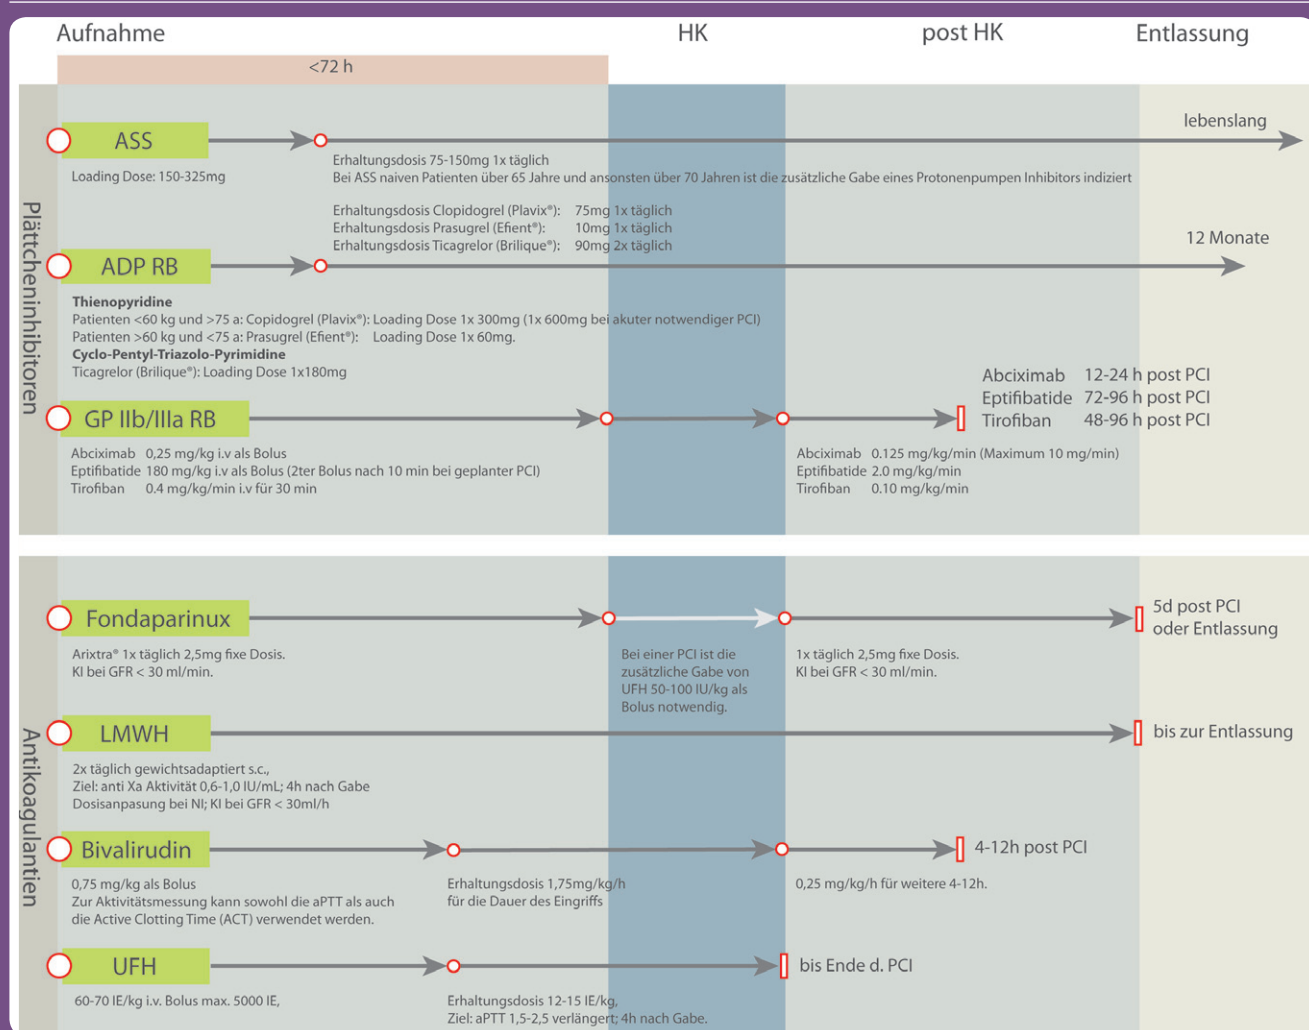 Aufnahme
HK
post HK
Entlassung
<72 h
Plättcheninhibitoren
ASS
lebenslang
Loading Dose: 150-325mg
Erhaltungsdosis 75-150mg 1x täglich
Bei ASS naiven Patienten über 65 Jahre und ansonsten über 70 Jahren ist die zusätzliche Gabe eines Protonenpumpen Inhibitors indiziert
Erhaltungsdosis Clopidogrel (Plavix®): 75mg 1x täglich
Erhaltungsdosis Prasugrel (Efient®): 10mg 1x täglich
Erhaltungsdosis Ticagrelor (Brilique®): 90mg 2x täglich
ADP RB
12 Monate
Thienopyridine
Patienten <60 kg und >75 a: Copidogrel (Plavix®): Loading Dose 1x 300mg (1x 600mg bei akuter notwendiger PCI)
Patienten >60 kg und <75 a: Prasugrel (Efient®): Loading Dose 1x 60mg.
Cyclo-Pentyl-Triazolo-Pyrimidine
Ticagrelor (Brilique®): Loading Dose 1x180mg
GP IIb/IIIa RB
Abciximab 12-24 h post PCI
Eptifibatide 72-96 h post PCI
Tirofiban 48-96 h post PCI
Abciximab 0,25 mg/kg i.v als Bolus
Eptifibatide 180 mg/kg i.v als Bolus (2ter Bolus nach 10 min bei geplanter PCI)
Tirofiban 0.4 mg/kg/min i.v für 30 min
Abciximab 0.125 mg/kg/min (Maximum 10 mg/min)
Eptifibatide 2.0 mg/kg/min
Tirofiban 0.10 mg/kg/min
Antikoagulantien
Fondaparinux
5d post PCI
oder Entlassung
Arixtra® 1x täglich 2,5mg fixe Dosis.
KI bei GFR < 30 ml/min.
Bei einer PCI ist die
zusätzliche Gabe von
UFH 50-100 IU/kg als
Bolus notwendig.
1x täglich 2,5mg fixe Dosis.
KI bei GFR < 30 ml/min.
LMWH
bis zur Entlassung
2x täglich gewichtsadaptiert s.c.,
Ziel: anti Xa Aktivität 0,6-1,0 IU/mL; 4h nach Gabe
Dosisanpasung bei NI; KI bei GFR < 30ml/h
Bivalirudin
4-12h post PCI
0,75 mg/kg als Bolus
Zur Aktivitätsmessung kann sowohl die aPTT als auch
die Active Clotting Time (ACT) verwendet werden.
Erhaltungsdosis 1,75mg/kg/h
für die Dauer des Eingriffs
0,25 mg/kg/h für weitere 4-12h.
UFH
bis Ende d. PCI
60-70 IE/kg i.v. Bolus max. 5000 IE,
Erhaltungsdosis 12-15 IE/kg,
Ziel: aPTT 1,5-2,5 verlängert; 4h nach Gabe.